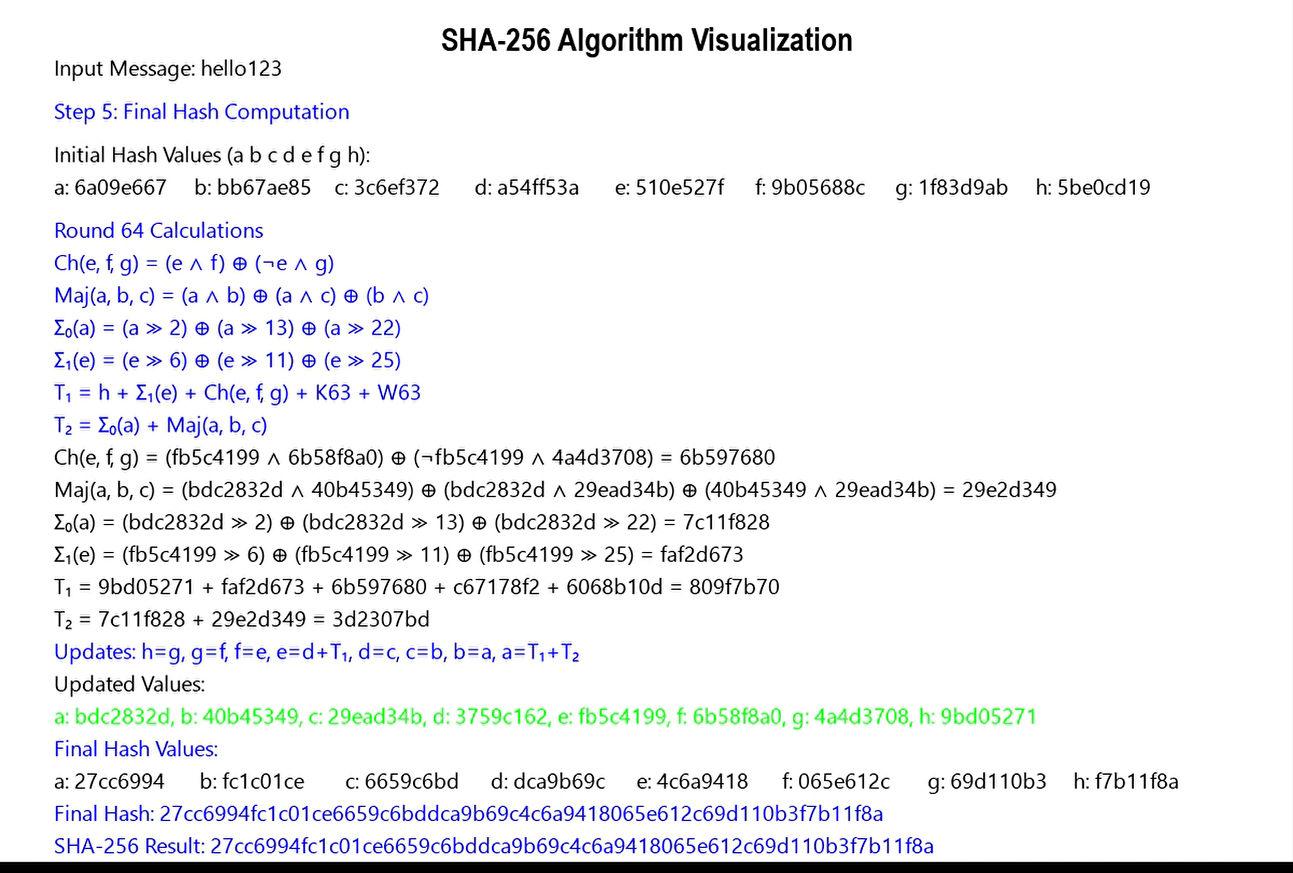 SHA-256 Algorithm Visualization
Input Message: hello123
Step 5: Final Hash Computation
Initial Hash Values (a b c d e f g h):
a: 6a09e667 b: bb67ae85 c: 3c6ef372 d: a54ff53a e: 510e527f f: 9b05688c g: 1f83d9ab h: 5be0cd19
Round 64 Calculations
Ch(e, f, g) = (e ∧ f) ⊕ (¬e ∧ g)
Maj(a, b, c) = (a ∧ b) ⊕ (a ∧ c) ⊕ (b ∧ c)
Σ₀(a) = (a ≫ 2) ⊕ (a ≫ 13) ⊕ (a ≫ 22)
Σ₁(e) = (e ≫ 6) ⊕ (e ≫ 11) ⊕ (e ≫ 25)
T₁ = h + Σ₁(e) + Ch(e, f, g) + K63 + W63
T₂ = Σ₀(a) + Maj(a, b, c)
Ch(e, f, g) = (fb5c4199 ∧ 6b58f8a0) ⊕ (¬fb5c4199 ∧ 4a4d3708) = 6b597680
Maj(a, b, c) = (bdc2832d ∧ 40b45349) ⊕ (bdc2832d ∧ 29ead34b) ⊕ (40b45349 ∧ 29ead34b) = 29e2d349
Σ₀(a) = (bdc2832d ≫ 2) ⊕ (bdc2832d ≫ 13) ⊕ (bdc2832d ≫ 22) = 7c11f828
Σ₁(e) = (fb5c4199 ≫ 6) ⊕ (fb5c4199 ≫ 11) ⊕ (fb5c4199 ≫ 25) = faf2d673
T₁ = 9bd05271 + faf2d673 + 6b597680 + c67178f2 + 6068b10d = 809f7b70
T₂ = 7c11f828 + 29e2d349 = 3d2307bd
Updates: h=g, g=f, f=e, e=d+T₁, d=c, c=b, b=a, a=T₁+T₂
Updated Values:
a: bdc2832d, b: 40b45349, c: 29ead34b, d: 3759c162, e: fb5c4199, f: 6b58f8a0, g: 4a4d3708, h: 9bd05271
Final Hash Values:
a: 27cc6994 b: fc1c01ce c: 6659c6bd d: dca9b69c e: 4c6a9418 f: 065e612c g: 69d110b3 h: f7b11f8a
Final Hash: 27cc6994fc1c01ce6659c6bddca9b69c4c6a9418065e612c69d110b3f7b11f8a
SHA-256 Result: 27cc6994fc1c01ce6659c6bddca9b69c4c6a9418065e612c69d110b3f7b11f8a